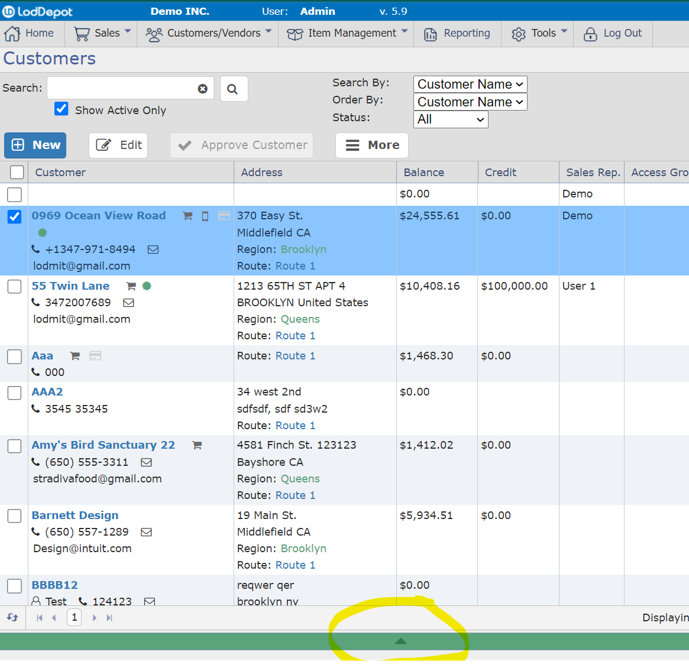 LodDepot Demo INC. User: Admin v. 5.9
Home Sales Customers/Vendors Item Management Reporting Tools Log Out
Customers
Search: Search By: Customer Name
Show Active Only Order By: Customer Name
Status: All
New Edit Approve Customer More
Customer Address Balance Credit Sales Rep. Access Gro
$0.00 Demo
0969 Ocean View Road 370 Easy St. $24,555.61 $0.00 Demo
Middlefield CA
+1347-971-8494 Region: Brooklyn
lodmit@gmail.com Route: Route 1
55 Twin Lane 1213 65TH ST APT 4 $10,408.16 $100,000.00 User 1
3472007689 BROOKLYN United States
lodmit@gmail.com Region: Queens
Route: Route 1
Aaa Route: Route 1 $1,468.30 $0.00
000
AAA2 34 west 2nd $0.00
3545 35345 sdfsdf, sdf sd3w2
Route: Route 1
Amy's Bird Sanctuary 22 4581 Finch St. 123123 $1,412.02 $0.00
(650) 555-3311 Bayshore CA
stradivafood@gmail.com Region: Queens
Route: Route 1
Barnett Design 19 Main St. $5,934.51 $0.00
(650) 557-1289 Middlefield CA
Design@intuit.com Region: Brooklyn
Route: Route 1
BBBB12 reqwer qer $0.00
Test 124123 brooklyn ny
1 Displayin